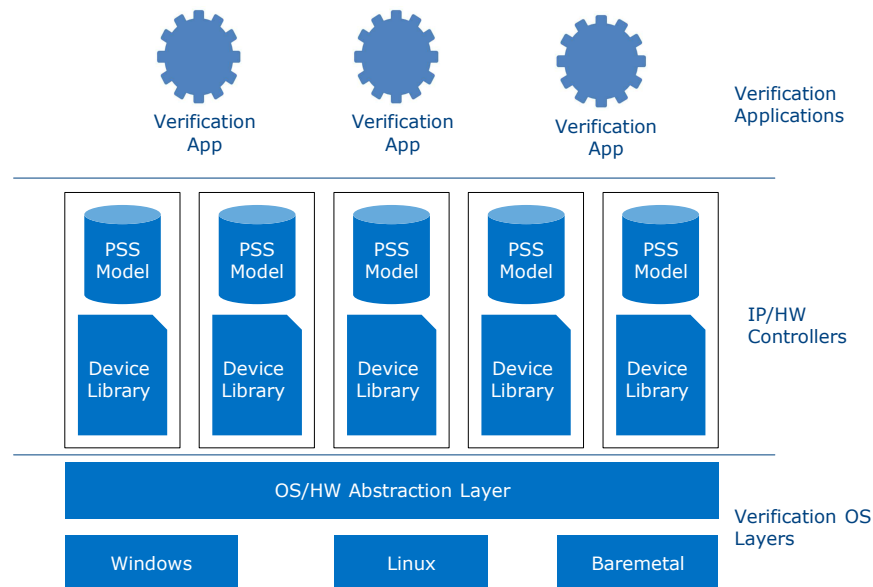 Verification
App
Verification
App
Verification
App
Verification
Applications
PSS
Model
PSS
Model
PSS
Model
PSS
Model
PSS
Model
Device
Library
Device
Library
Device
Library
Device
Library
Device
Library
IP/HW
Controllers
OS/HW Abstraction Layer
Windows
Linux
Baremetal
Verification OS
Layers